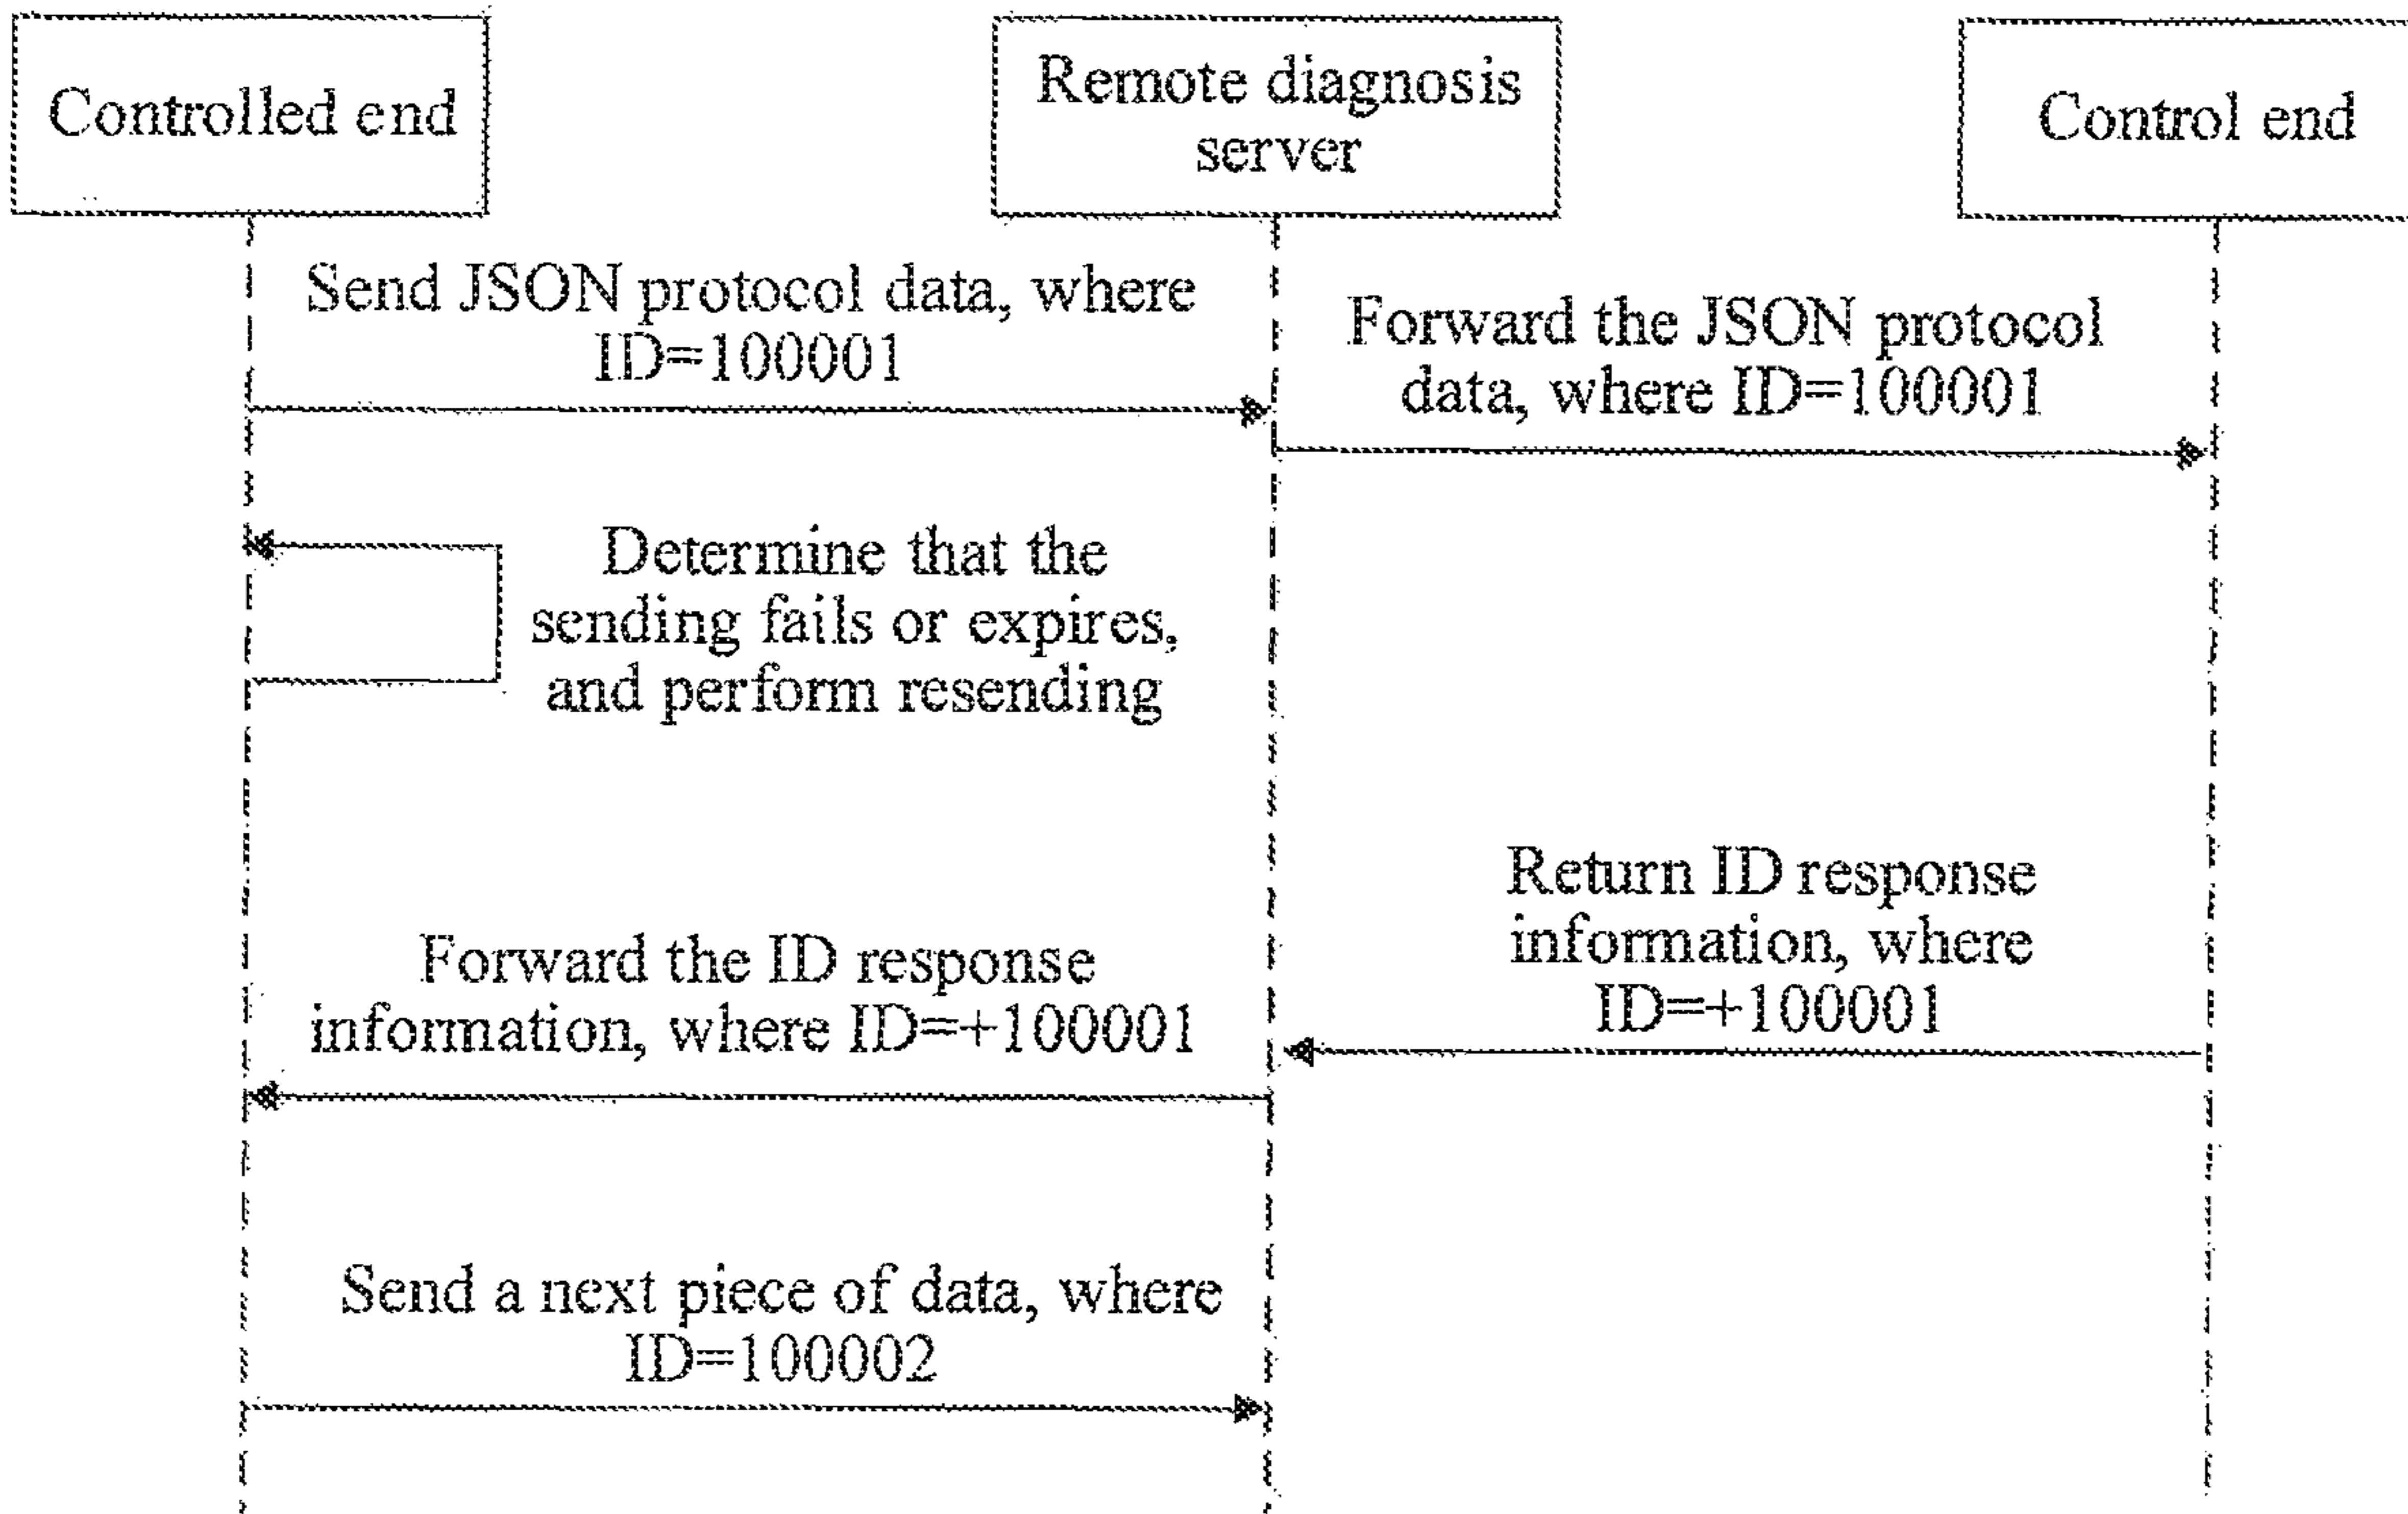 Controlled end
Remote diagnosis
server
Control end
Send JSON protocol data, where
ID=100001
Forward the JSON protocol
data, where ID=100001
Determine that the
sending fails or expires,
and perform resending
Return ID response
information, where
ID=+100001
Forward the ID response
information, where ID=+100001
Send a next piece of data, where
ID=100002